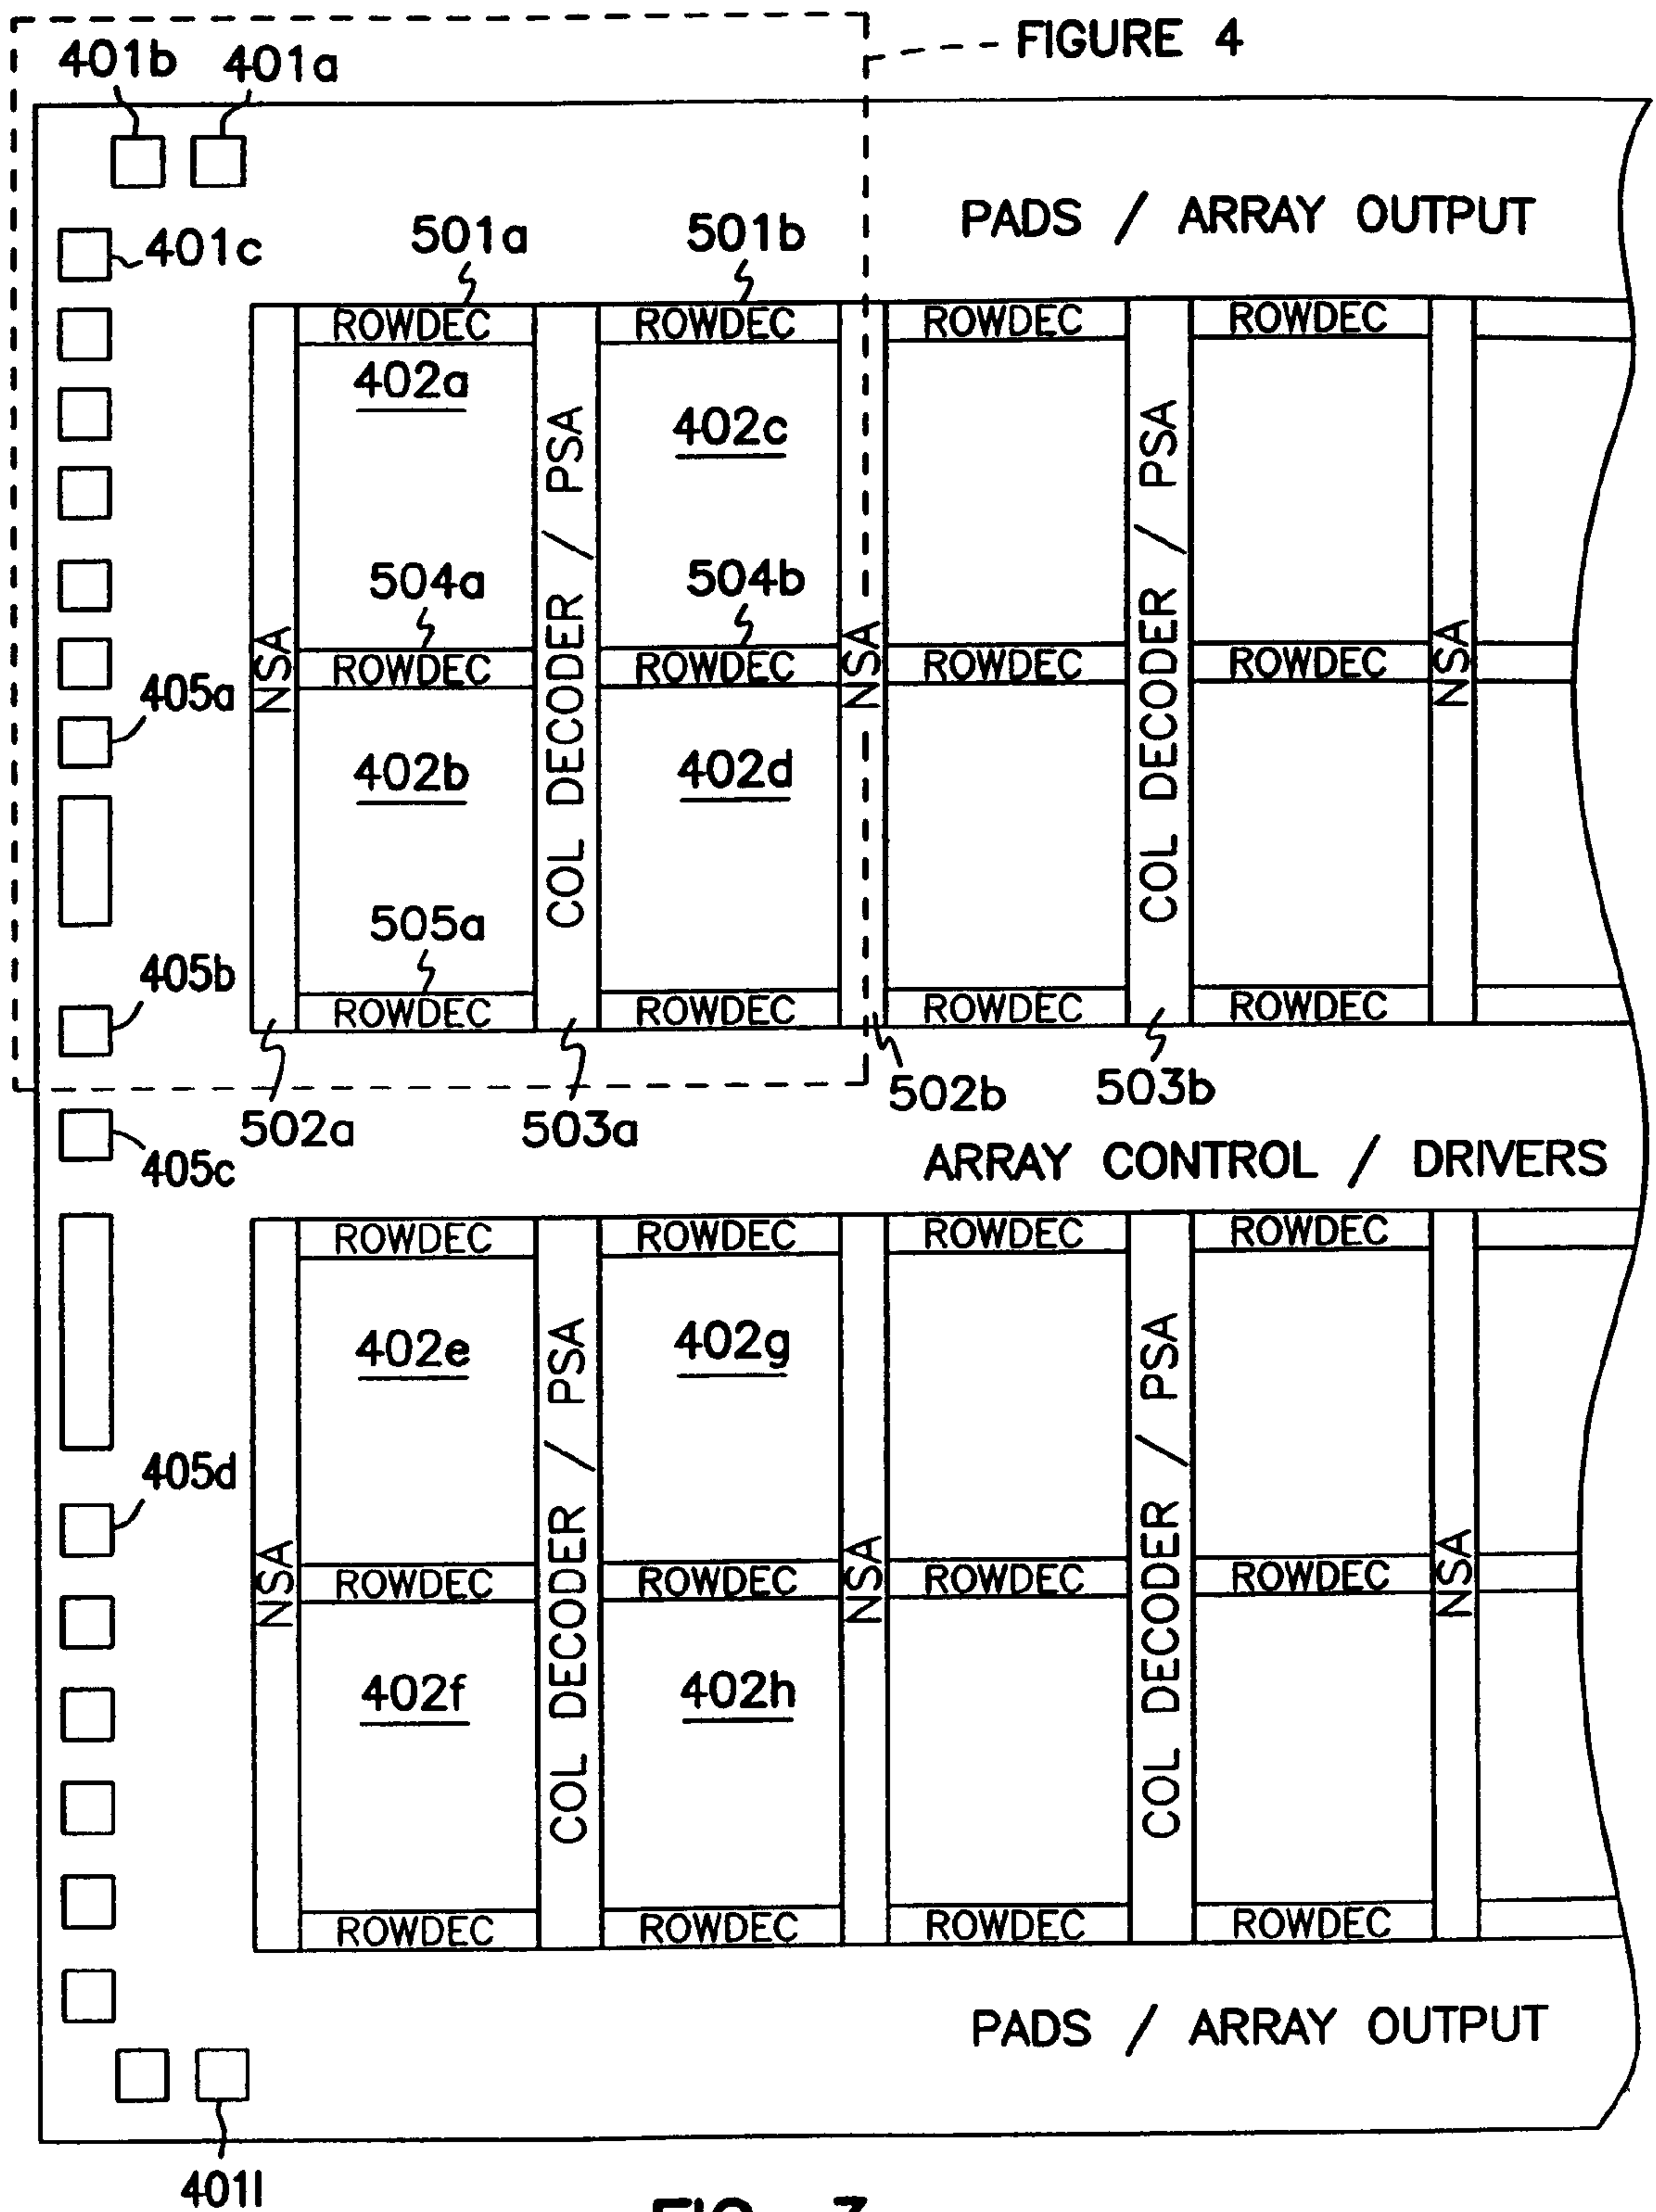 FIGURE 4
401b 401a
PADS / ARRAY OUTPUT
401c
501a 501b
ROWDEC ROWDEC ROWDEC ROWDEC
402a
402c
COL DECODER / PSA
COL DECODER / PSA
504a 504b
NSA
NSA
NSA
ROWDEC ROWDEC ROWDEC ROWDEC
405a
402b 402d
505a
405b
ROWDEC ROWDEC ROWDEC ROWDEC
502a 503a 502b 503b
405c
ARRAY CONTROL / DRIVERS
ROWDEC ROWDEC ROWDEC ROWDEC
402e 402g
COL DECODER / PSA
COL DECODER / PSA
405d
NSA
NSA
NSA
ROWDEC ROWDEC ROWDEC ROWDEC
402f 402h
ROWDEC ROWDEC ROWDEC ROWDEC
PADS / ARRAY OUTPUT
401l